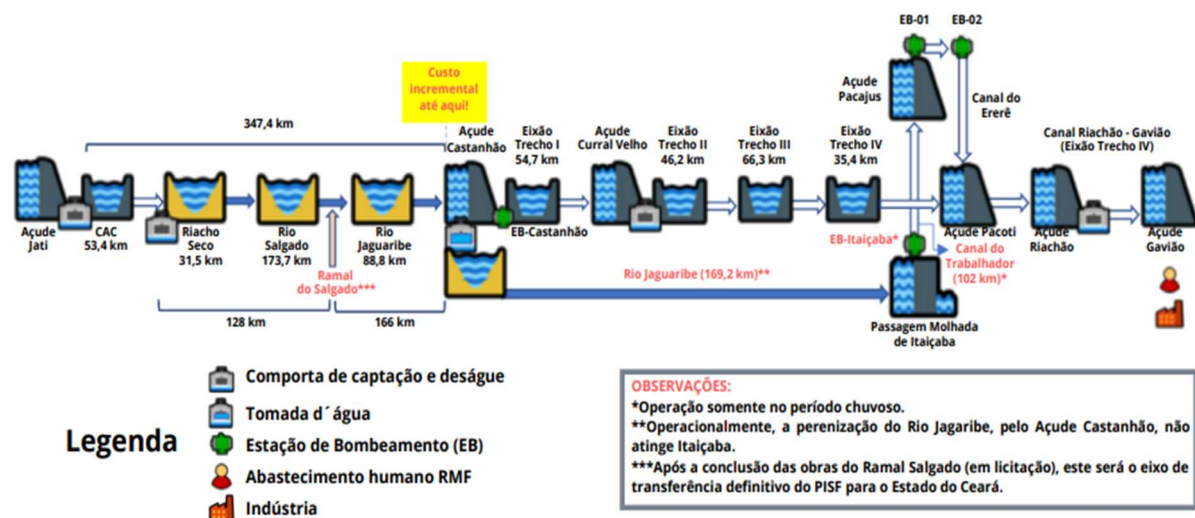 EB-01
EB-02
Custo
incremental
até aqui!
Açude
Pacajus
Canal do
Ererê
347,4 km
Açude
Castanhão
Eixão
Trecho I
54,7 km
Açude
Curral Velho
Eixão
Trecho II
46,2 km
Eixão
Trecho III
66,3 km
Eixão
Trecho IV
35,4 km
Canal Riachão - Gavião
(Eixão Trecho IV)
Açude
Jati
CAC
53,4 km
Riacho
Seco
31,5 km
Rio
Salgado
173,7 km
Rio
Jaguaribe
88,8 km
EB-Castanhão
EB-Itaiçaba*
Açude Pacoti
Canal do
Trabalhador
(102 km)*
Açude
Riachão
Açude
Gavião
Ramal
do Salgado***
Rio Jaguaribe (169,2 km)**
128 km
166 km
Passagem Molhada
de Itaiçaba
Legenda
Comporta de captação e deságue
Tomada d´água
Estação de Bombeamento (EB)
Abastecimento humano RMF
Indústria
OBSERVAÇÕES:
*Operação somente no período chuvoso.
**Operacionalmente, a perenização do Rio Jagaribe, pelo Açude Castanhão, não
atinge Itaiçaba.
***Após a conclusão das obras do Ramal Salgado (em licitação), este será o eixo de
transferência definitivo do PISF para o Estado do Ceará.